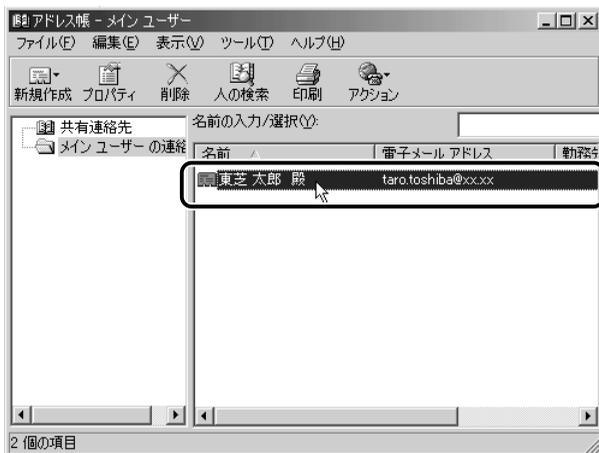 アドレス帳 - メイン ユーザー
ファイル(F) 編集(E) 表示(V) ツール(T) ヘルプ(H)
新規作成 プロパティ 削除 人の検索 印刷 アクション
共有連絡先
メイン ユーザー の連絡
名前の入力/選択(Y):
名前 電子メール アドレス 勤務先
東芝 太郎 殿 taro.toshiba@xx.xx
2 個の項目